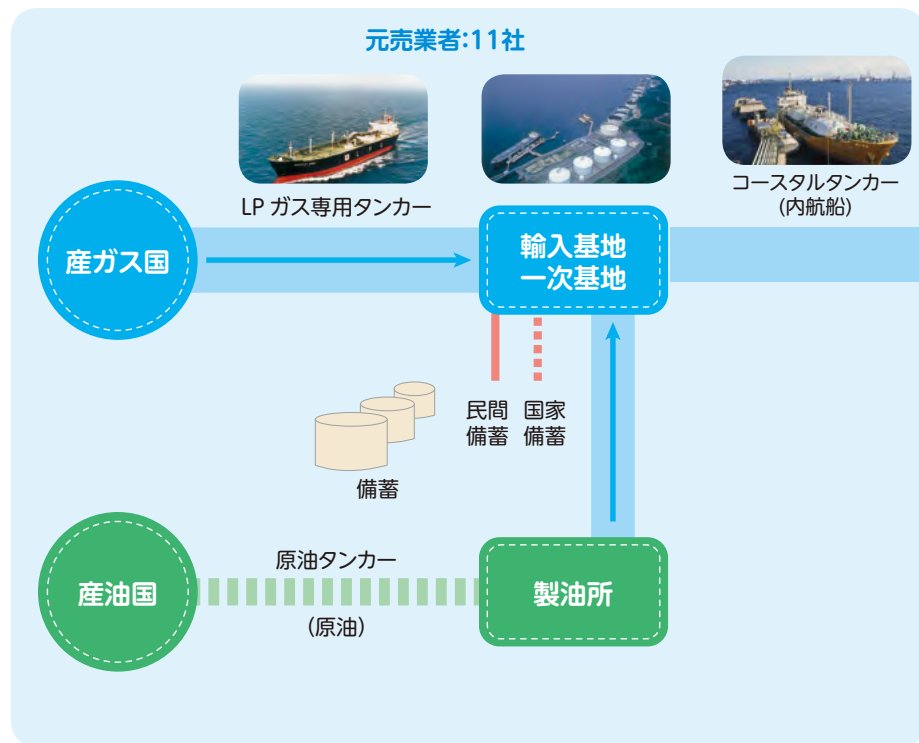 元売業者:11社
LP ガス専用タンカー
コースタルタンカー
(内航船)
産ガス国
輸入基地
一次基地
民間
備蓄
国家
備蓄
備蓄
原油タンカー
産油国
製油所
(原油)